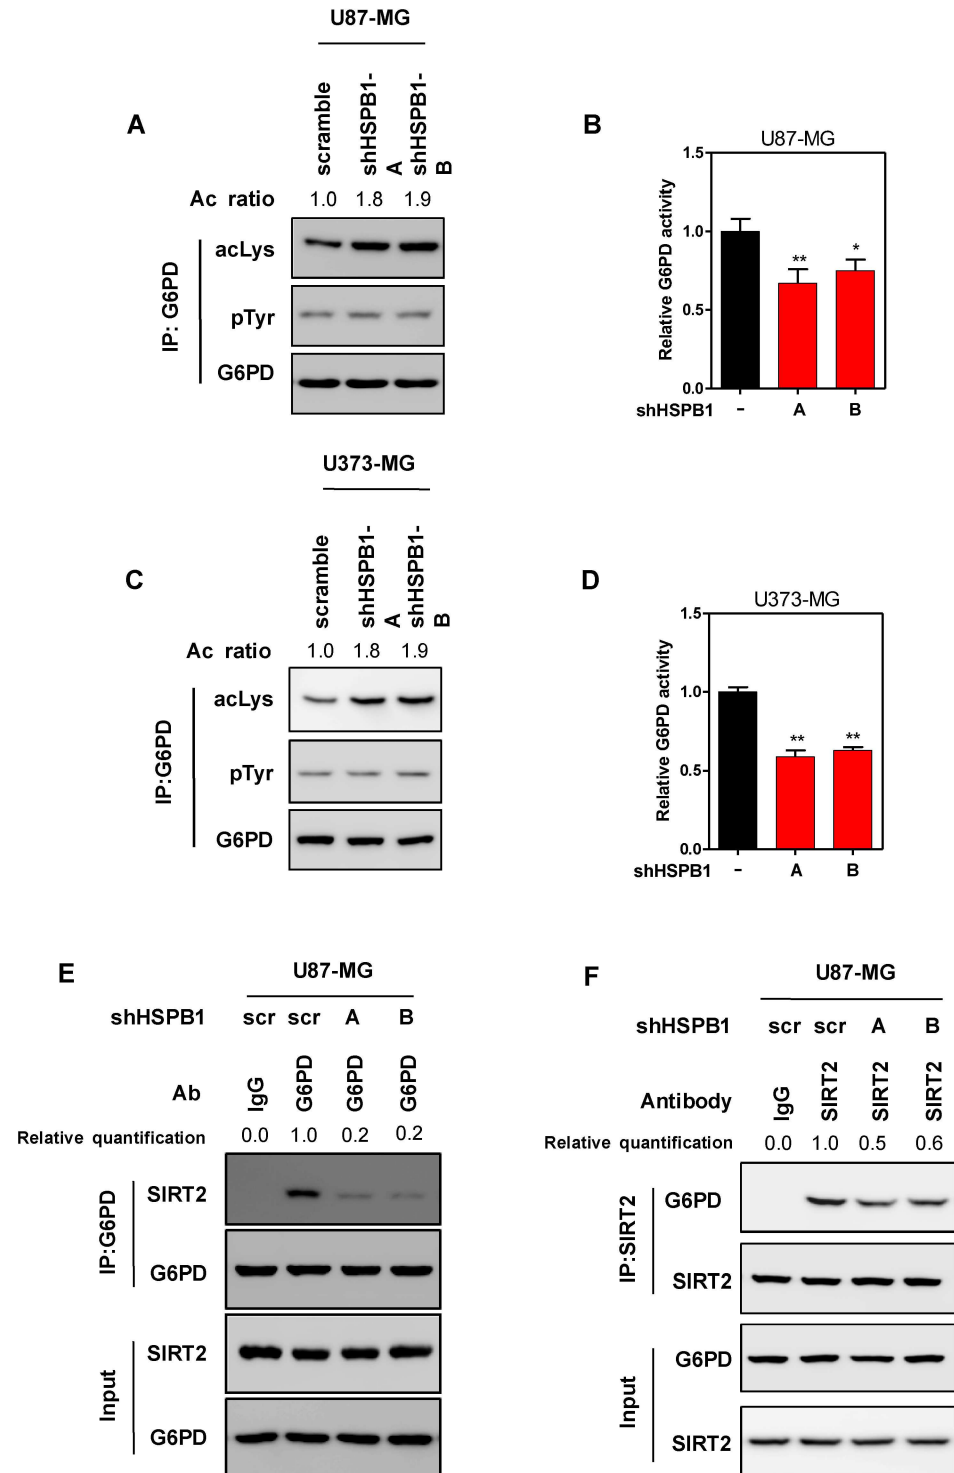 A
U87-MG
scramble
shHSPB1-A
shHSPB1-B
Ac ratio 1.0 1.8 1.9
IP: G6PD
acLys
pTyr
G6PD
B
U87-MG
Relative G6PD activity
1.5
1.0
0.5
0.0
** *
shHSPB1 - A B
C
U373-MG
scramble
shHSPB1-A
shHSPB1-B
Ac ratio 1.0 1.8 1.9
IP:G6PD
acLys
pTyr
G6PD
D
U373-MG
Relative G6PD activity
1.5
1.0
0.5
0.0
** **
shHSPB1 - A B
E
U87-MG
shHSPB1 scr scr A B
Ab IgG G6PD G6PD G6PD
Relative quantification 0.0 1.0 0.2 0.2
IP:G6PD
SIRT2
G6PD
Input
SIRT2
G6PD
F
U87-MG
shHSPB1 scr scr A B
Antibody IgG SIRT2 SIRT2 SIRT2
Relative quantification 0.0 1.0 0.5 0.6
IP:SIRT2
G6PD
SIRT2
Input
G6PD
SIRT2